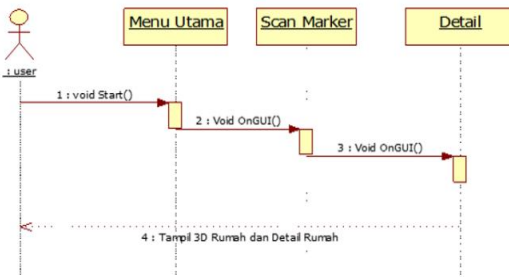 Menu Utama
Scan Marker
Detail
: user
1 : void Start()
2 : Void OnGUI()
3 : Void OnGUI()
4 : Tampil 3D Rumah dan Detail Rumah